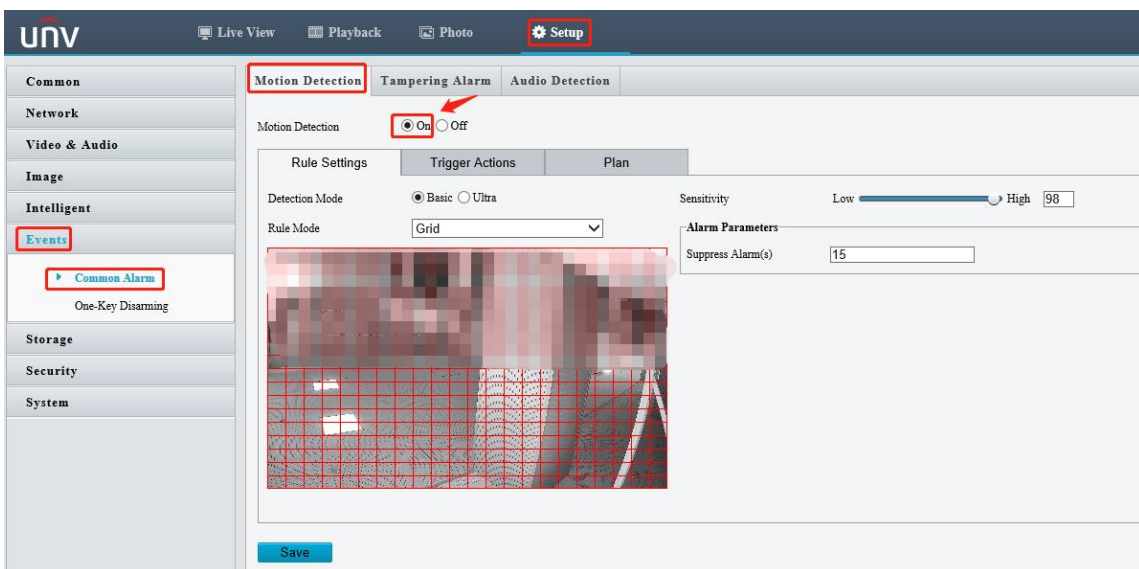 unv
Live View Playback Photo Setup
Common
Network
Video & Audio
Image
Intelligent
Events
Common Alarm
One-Key Disarming
Storage
Security
System
Motion Detection Tampering Alarm Audio Detection
Motion Detection On Off
Rule Settings Trigger Actions Plan
Detection Mode Basic Ultra
Rule Mode Grid
Sensitivity Low High 98
Alarm Parameters
Suppress Alarm(s) 15
Save